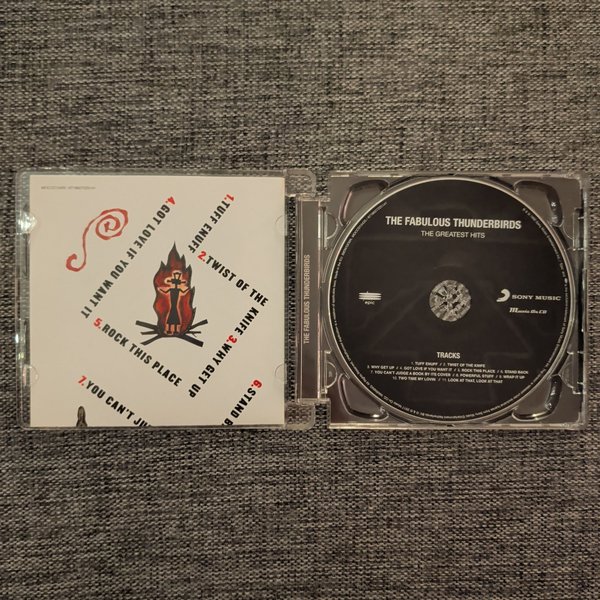 1. TUFF ENUFF
2. TWIST OF THE KNIFE
3. WHY GET UP
4. GOT LOVE IF YOU WANT IT
5. ROCK THIS PLACE
6. STAND B
7. YOU CAN'T JU
THE FABULOUS THUNDERBIRDS
THE FABULOUS THUNDERBIRDS
THE GREATEST HITS
epic
SONY MUSIC
Music On CD
TRACKS
1. TUFF ENUFF / 2. TWIST OF THE KNIFE
3. WHY GET UP / 4. GOT LOVE IF YOU WANT IT / 5. ROCK THIS PLACE / 6. STAND BACK
7. YOU CAN'T JUDGE A BOOK BY ITS COVER / 8. POWERFUL STUFF / 9. WRAP IT UP
10. TWO TIME MY LOVIN / 11. LOOK AT THAT, LOOK AT THAT